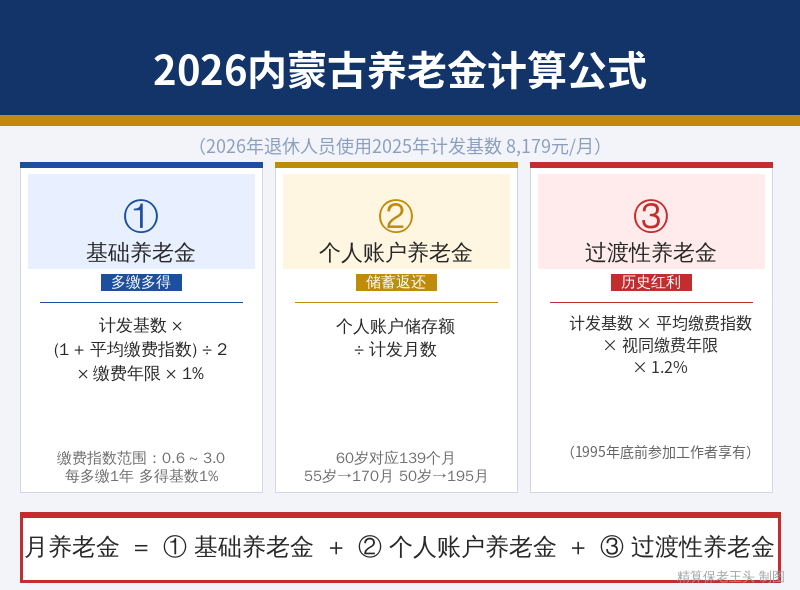 2026内蒙古养老金计算公式
（2026年退休人员使用2025年计发基数 8,179元/月）
①
基础养老金
多缴多得
计发基数 ×
(1 + 平均缴费指数) ÷ 2
× 缴费年限 × 1%
缴费指数范围：0.6 ~ 3.0
每多缴1年 多得基数1%
②
个人账户养老金
储蓄返还
个人账户储存额
÷ 计发月数
60岁对应139个月
55岁→170月 50岁→195月
③
过渡性养老金
历史红利
计发基数 × 平均缴费指数
× 视同缴费年限
× 1.2%
（1995年底前参加工作者享有）
月养老金 = ① 基础养老金 + ② 个人账户养老金 + ③ 过渡性养老金
精算保老王头 制图